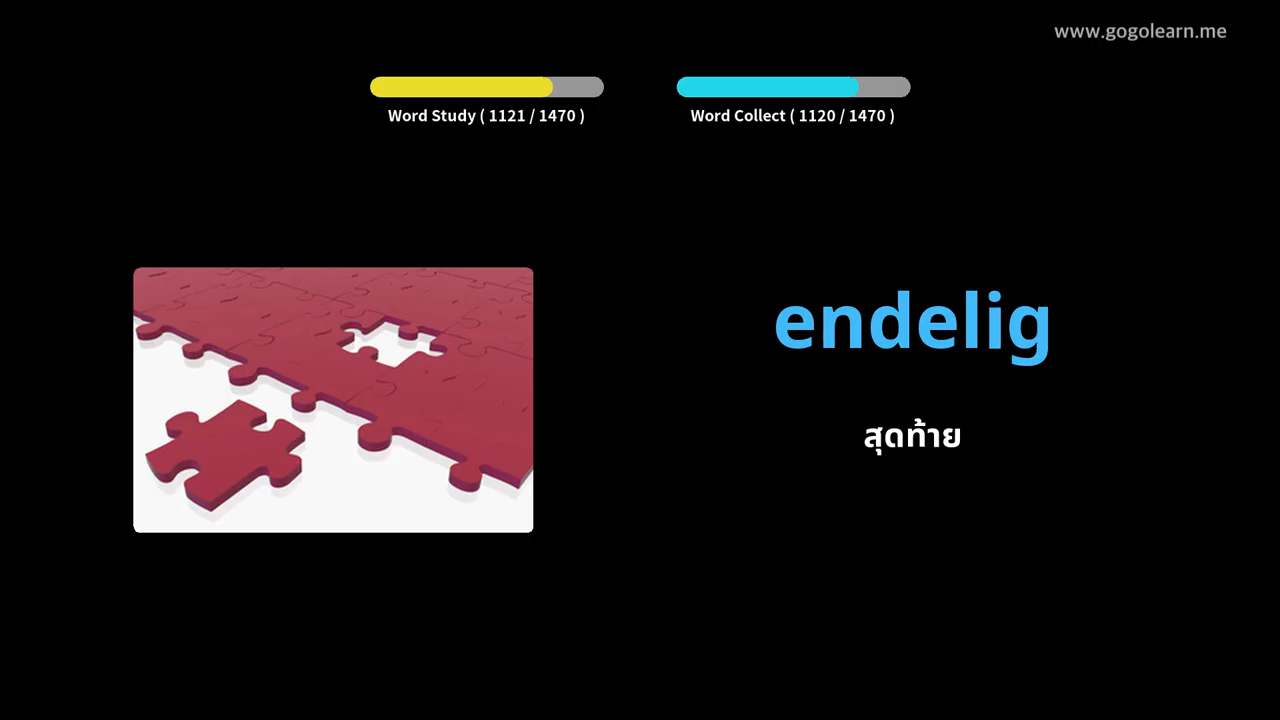 www.gogolearn.me
Word Study ( 1121 / 1470 )
Word Collect ( 1120 / 1470 )
endelig
สุดท้าย